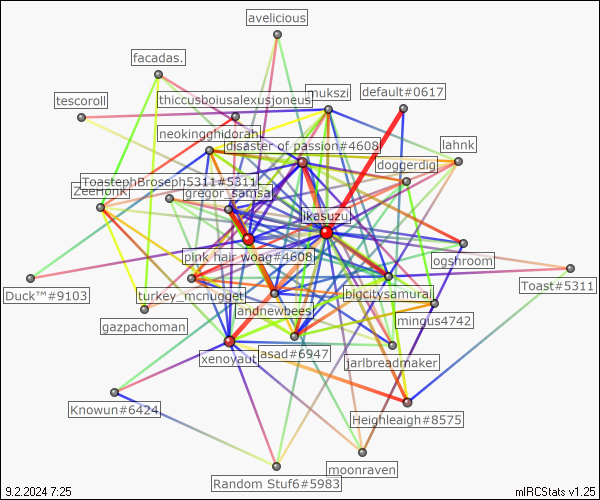 avelicious
facadas.
default#0617
mukszi
thiccusboiusalexusjoneus
tescoroll
neokingghidorah
disaster of passion#4608
lahnk
doggerdig
ToastephBroseph5311#5311
ZeeHonk
gregor_samsa
ikasuzu
pink hair woag#4608
ogshroom
Toast#5311
Duck™#9103
turkey_mcnugget
bigcitysamurai
andnewbees
mingus4742
gazpachoman
xenoyaut
asad#6947
jarlbreadmaker
Knowun#6424
Heighleaigh#8575
moonraven
Random Stuf6#5983
9.2.2024 7:25
mIRCStats v1.25